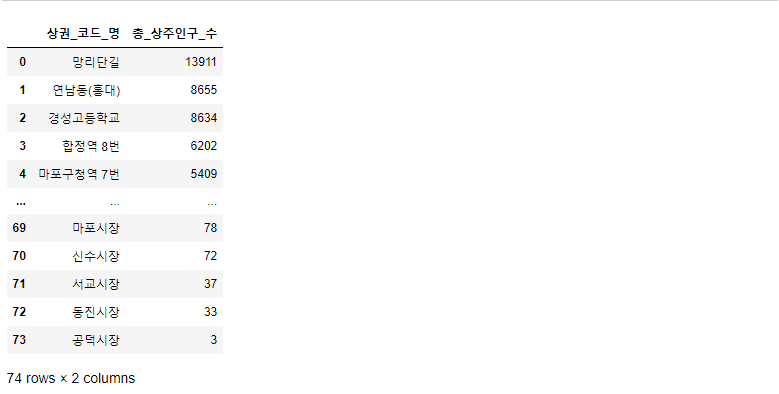 상권_코드_명 총_상주인구_수
0 망리단길 13911
1 연남동(홍대) 8655
2 경성고등학교 8634
3 합정역 8번 6202
4 마포구청역 7번 5409
... ... ...
69 마포시장 78
70 신수시장 72
71 서교시장 37
72 동진시장 33
73 공덕시장 3
74 rows × 2 columns